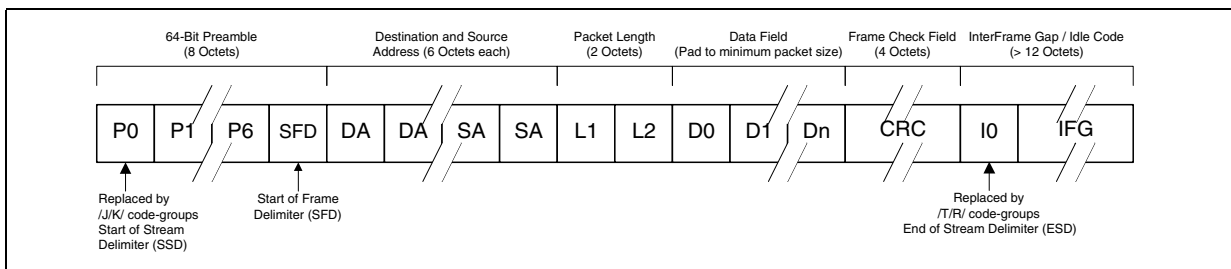 64-Bit Preamble
(8 Octets)
Destination and Source
Address (6 Octets each)
Packet Length
(2 Octets)
Data Field
(Pad to minimum packet size)
Frame Check Field
(4 Octets)
InterFrame Gap / Idle Code
(> 12 Octets)
P0 P1 P6 SFD DA DA SA SA L1 L2 D0 D1 Dn CRC I0 IFG
Replaced by
/J/K/ code-groups
Start of Stream
Delimiter (SSD)
Start of Frame
Delimiter (SFD)
Replaced by
/T/R/ code-groups
End of Stream Delimiter (ESD)